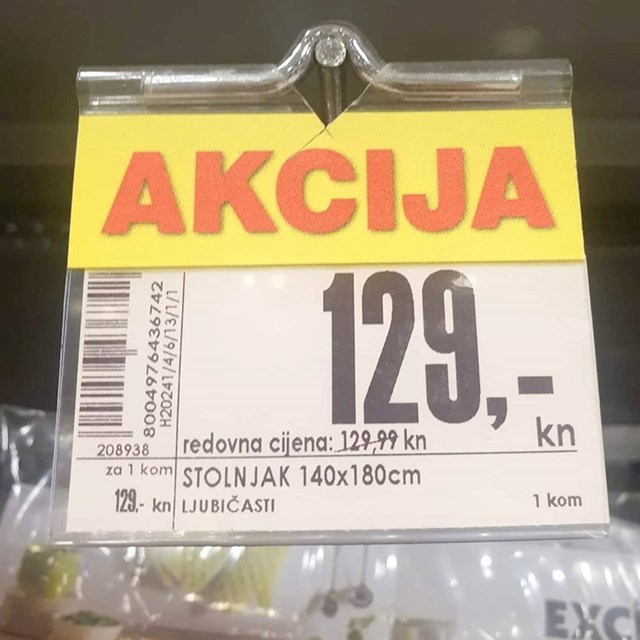 AKCIJA
8004976436742
H20241/4/6/13/1/1
208938
129,-
kn
redovna cijena: 129,99 kn
za 1 kom
129,- kn
STOLNJAK 140x180cm
LJUBIČASTI
1 kom
EXC